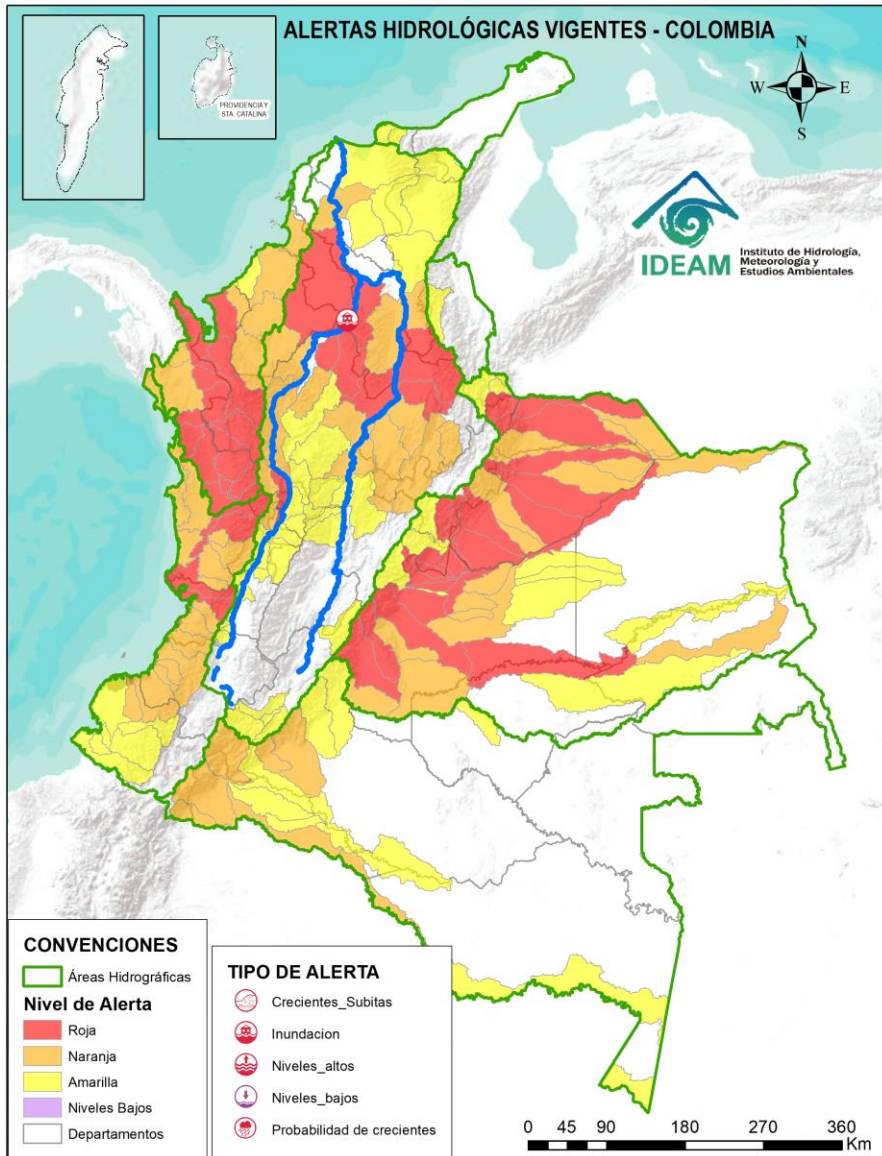 ALERTAS HIDROLÓGICAS VIGENTES - COLOMBIA
PROVIDENCIA Y
STA. CATALINA
N
W E
S
IDEAM
Instituto de Hidrología,
Meteorología y
Estudios Ambientales
CONVENCIONES
Áreas Hidrográficas
Nivel de Alerta
Roja
Naranja
Amarilla
Niveles Bajos
Departamentos
TIPO DE ALERTA
Crecientes_Subitas
Inundacion
Niveles_altos
Niveles_bajos
Probabilidad de crecientes
0 45 90 180 270 360
Km